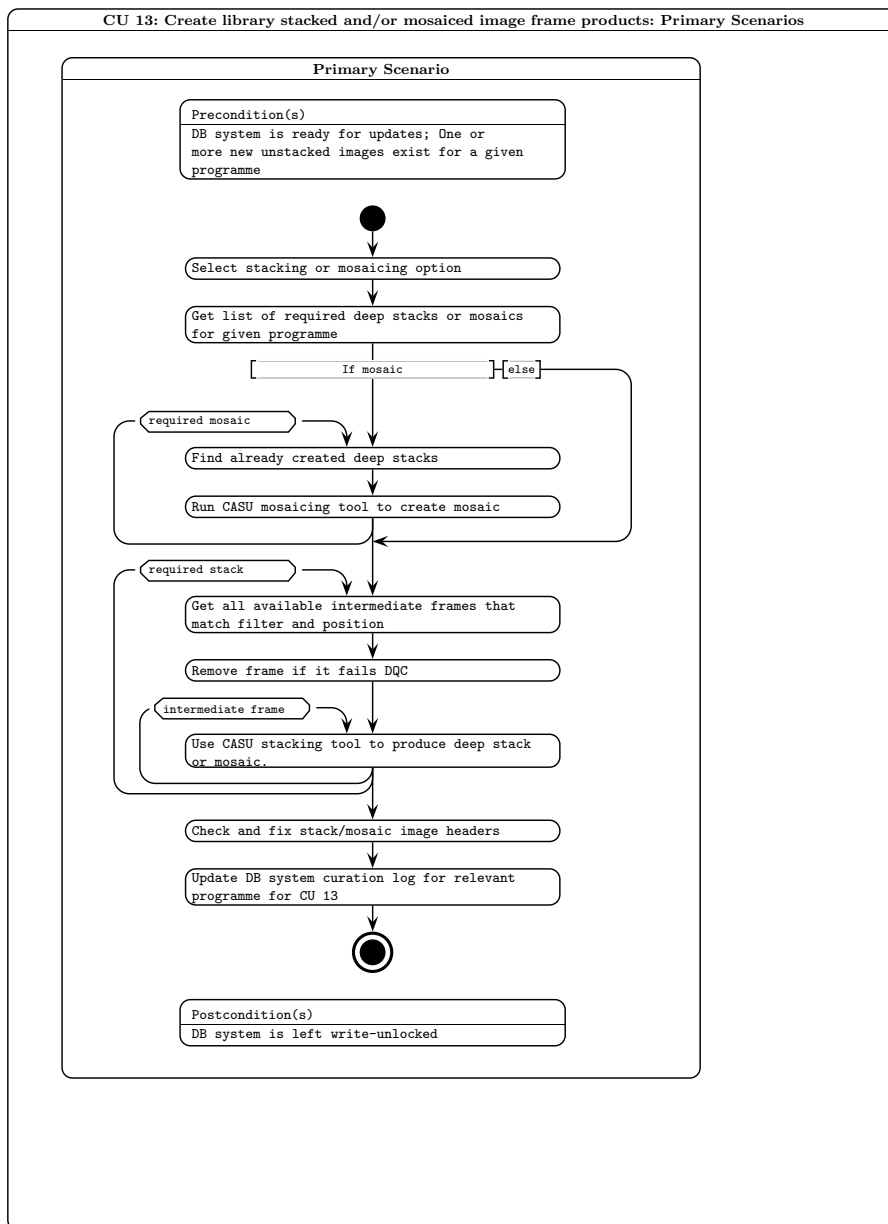 CU 13: Create library stacked and/or mosaiced image frame products: Primary Scenarios
Primary Scenario
Precondition(s)
DB system is ready for updates; One or
more new unstacked images exist for a given
programme
Select stacking or mosaicing option
Get list of required deep stacks or mosaics
for given programme
If mosaic
else
required mosaic
Find already created deep stacks
Run CASU mosaicing tool to create mosaic
required stack
Get all available intermediate frames that
match filter and position
Remove frame if it fails DQC
intermediate frame
Use CASU stacking tool to produce deep stack
or mosaic.
Check and fix stack/mosaic image headers
Update DB system curation log for relevant
programme for CU 13
Postcondition(s)
DB system is left write-unlocked